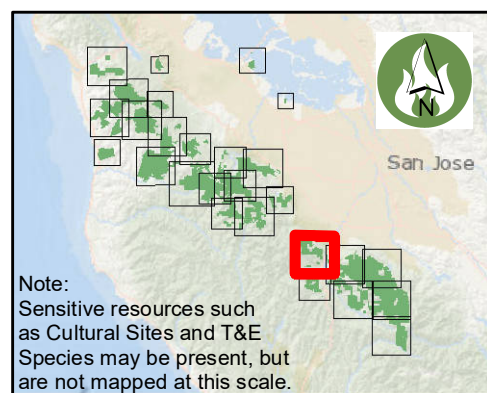 N
San Jose
Note:
Sensitive resources such
as Cultural Sites and T&E
Species may be present, but
are not mapped at this scale.